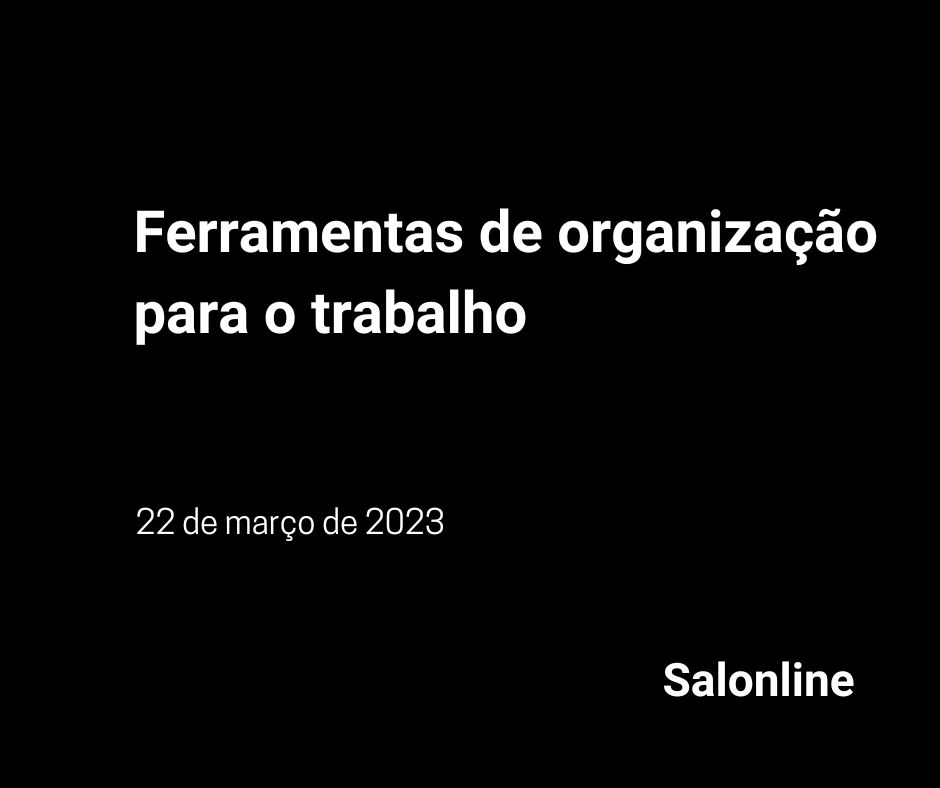 Ferramentas de organização
para o trabalho
22 de março de 2023
Salonline